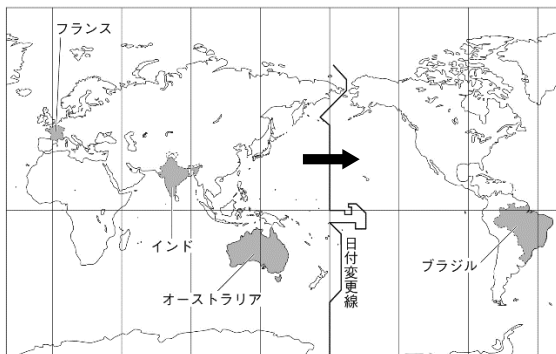 フランス
インド
オーストラリア
日付変更線
ブラジル